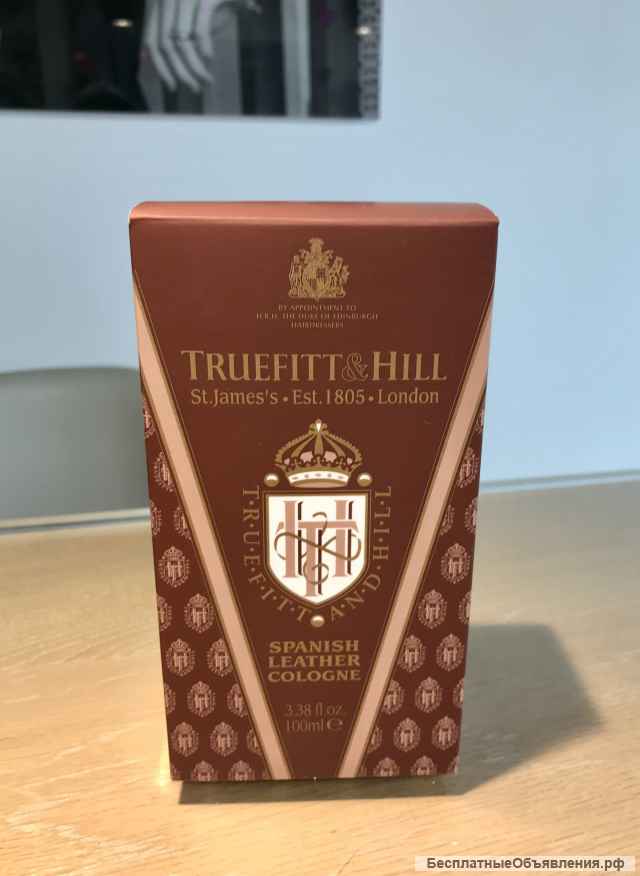 BY APPOINTMENT TO
H.R.H. THE DUKE OF EDINBURGH
HAIRDRESSERS
TRUEFITT&HILL
St.James's • Est.1805 • London
T·R·U·E·F·I·T·T A·N·D·H·I·L·L
SPANISH
LEATHER
COLOGNE
3.38 fl oz.
100ml e
БесплатныеОбъявления.рф